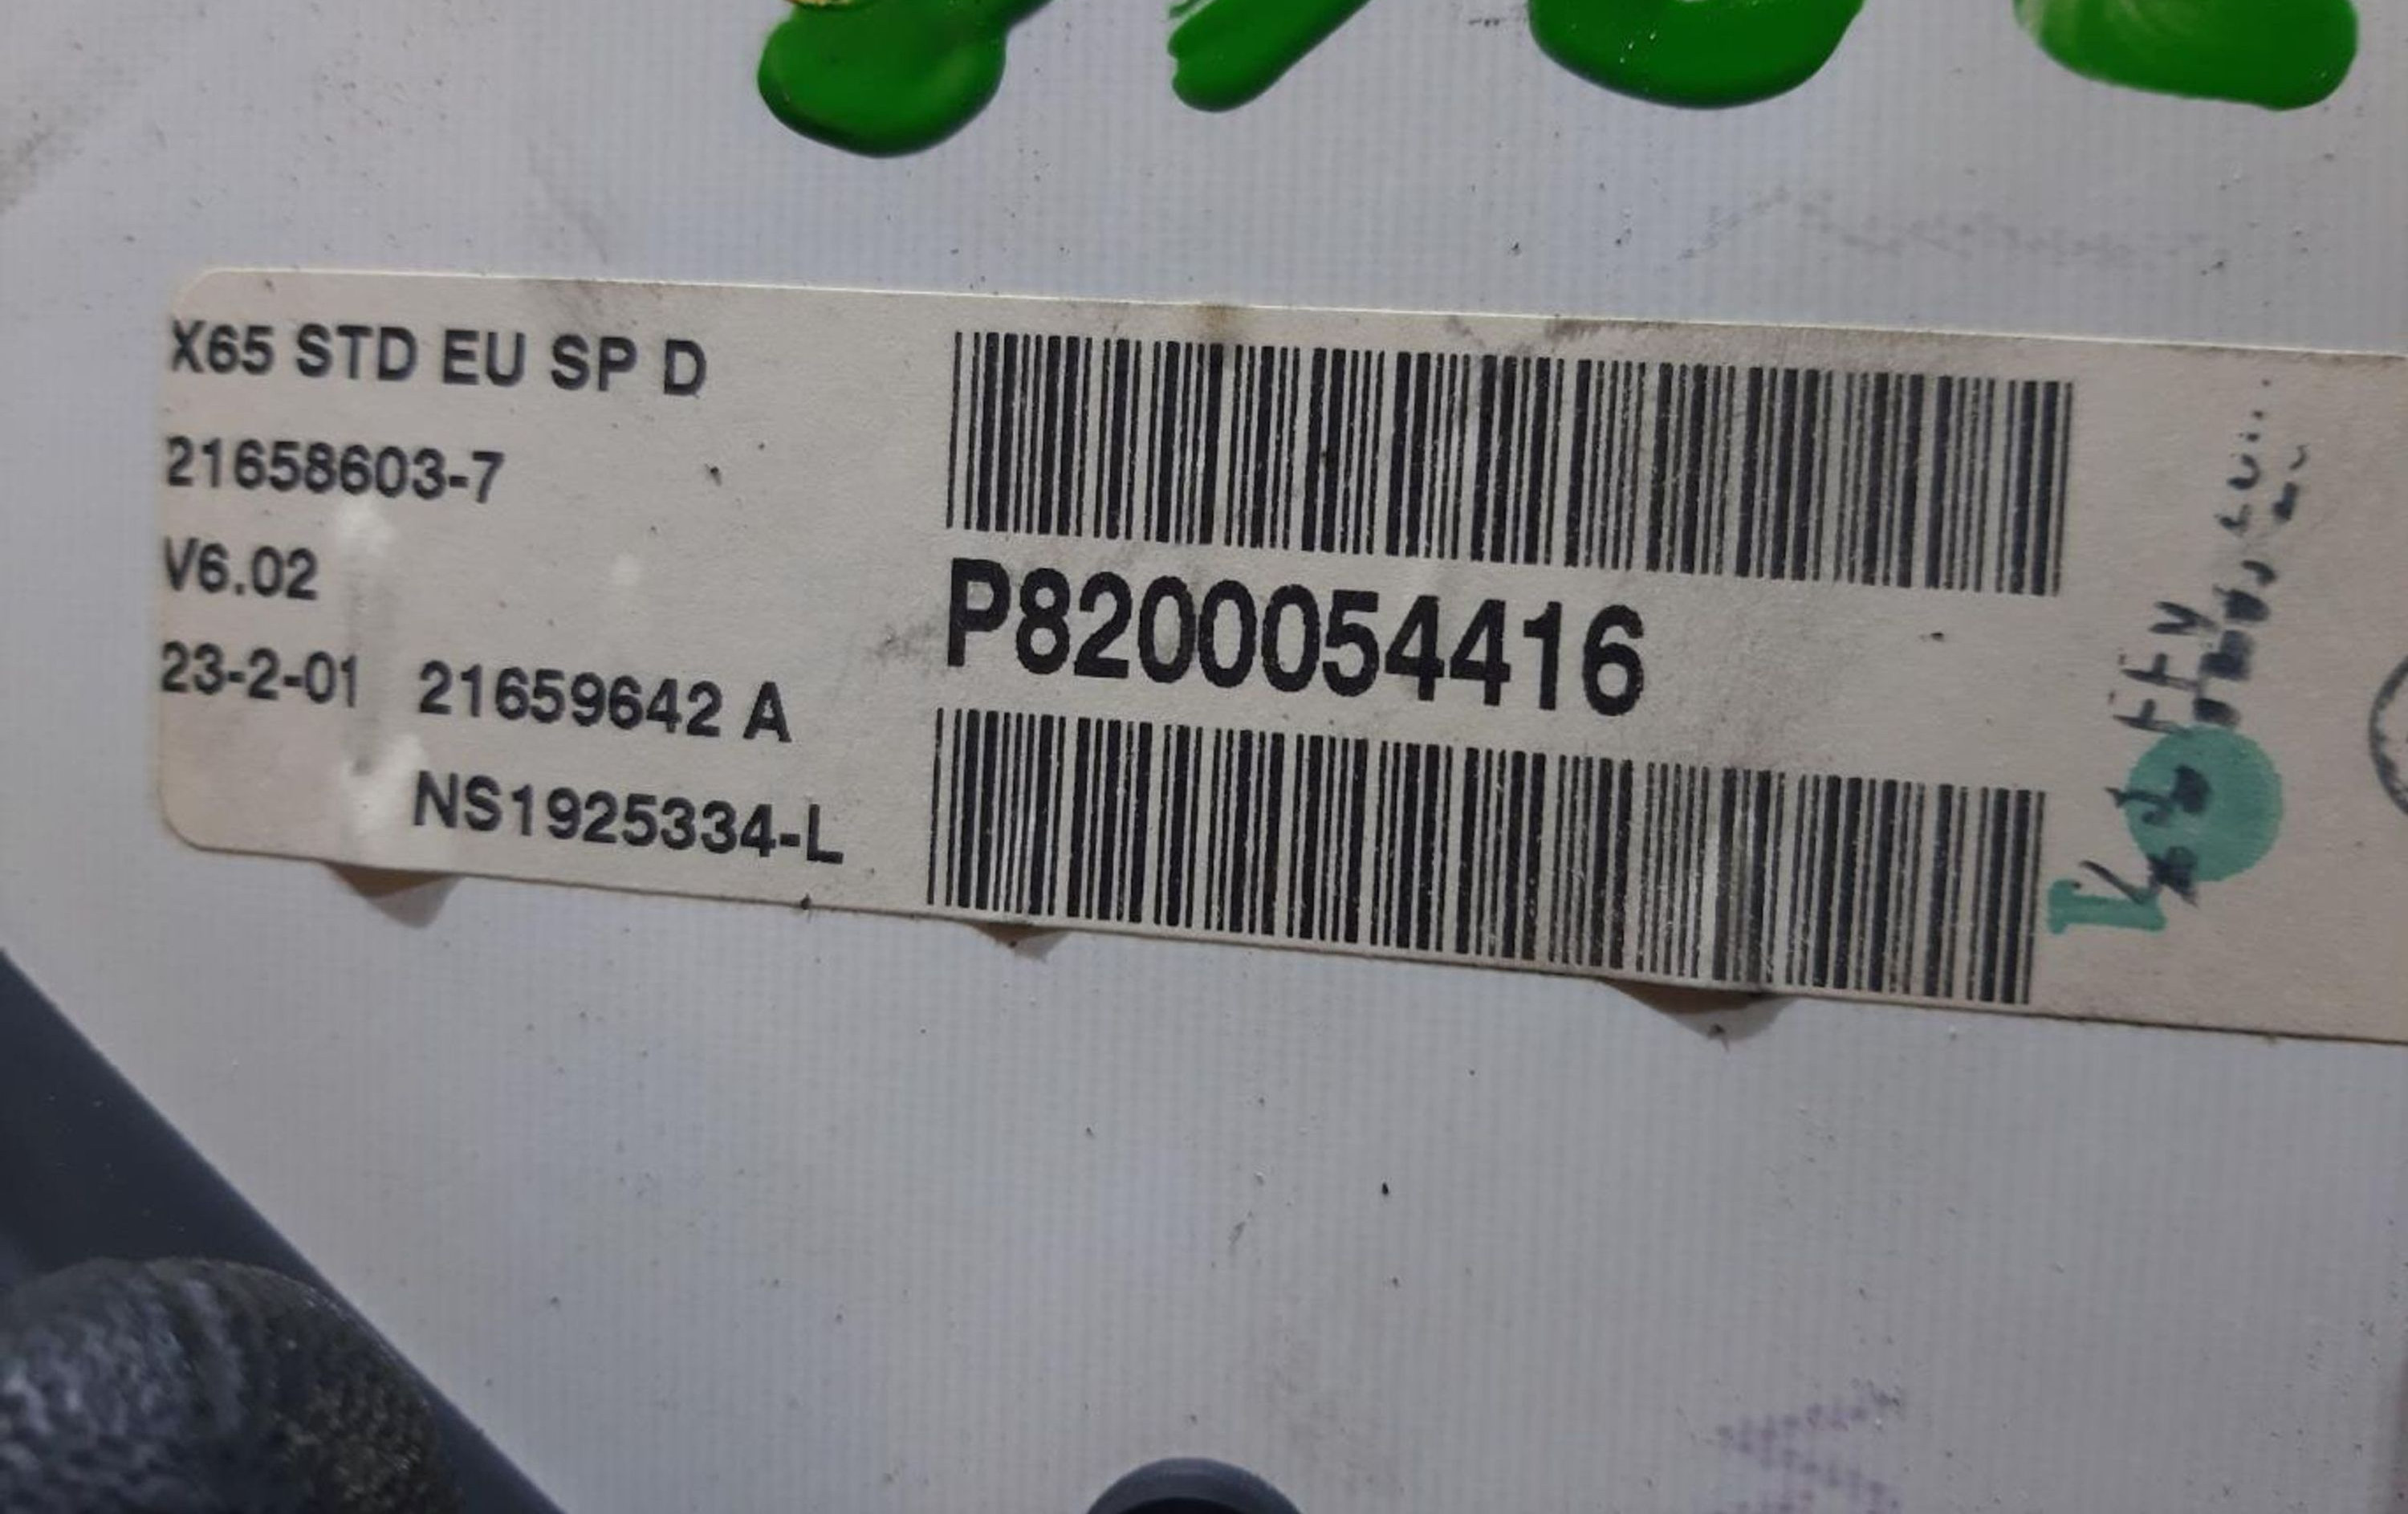 X65 STD EU SP D
21658603-7
V6.02
23-2-01 21659642 A
NS1925334-L
P8200054416